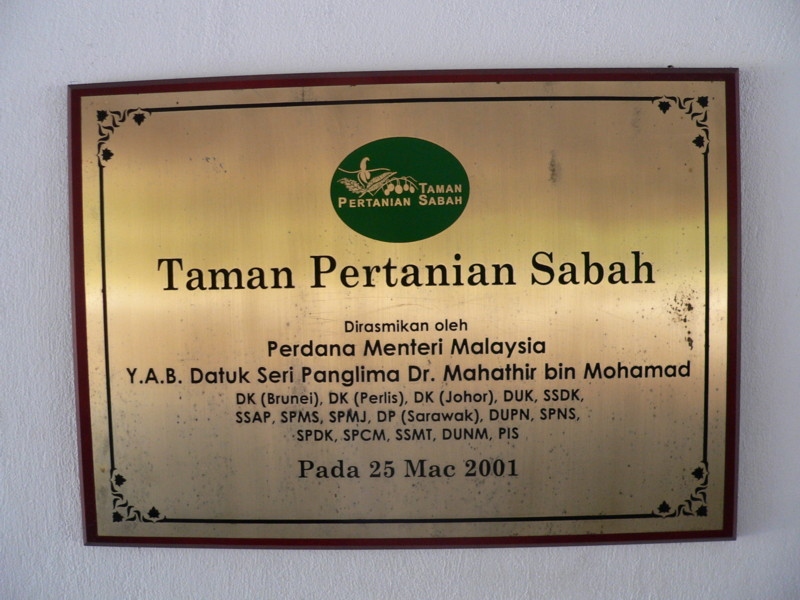 TAMAN
PERTANIAN SABAH
Taman Pertanian Sabah
Dirasmikan oleh
Perdana Menteri Malaysia
Y.A.B. Datuk Seri Panglima Dr. Mahathir bin Mohamad
DK (Brunei), DK (Perlis), DK (Johor), DUK, SSDK,
SSAP, SPMS, SPMJ, DP (Sarawak), DUPN, SPNS,
SPDK, SPCM, SSMT, DUNM, PIS
Pada 25 Mac 2001